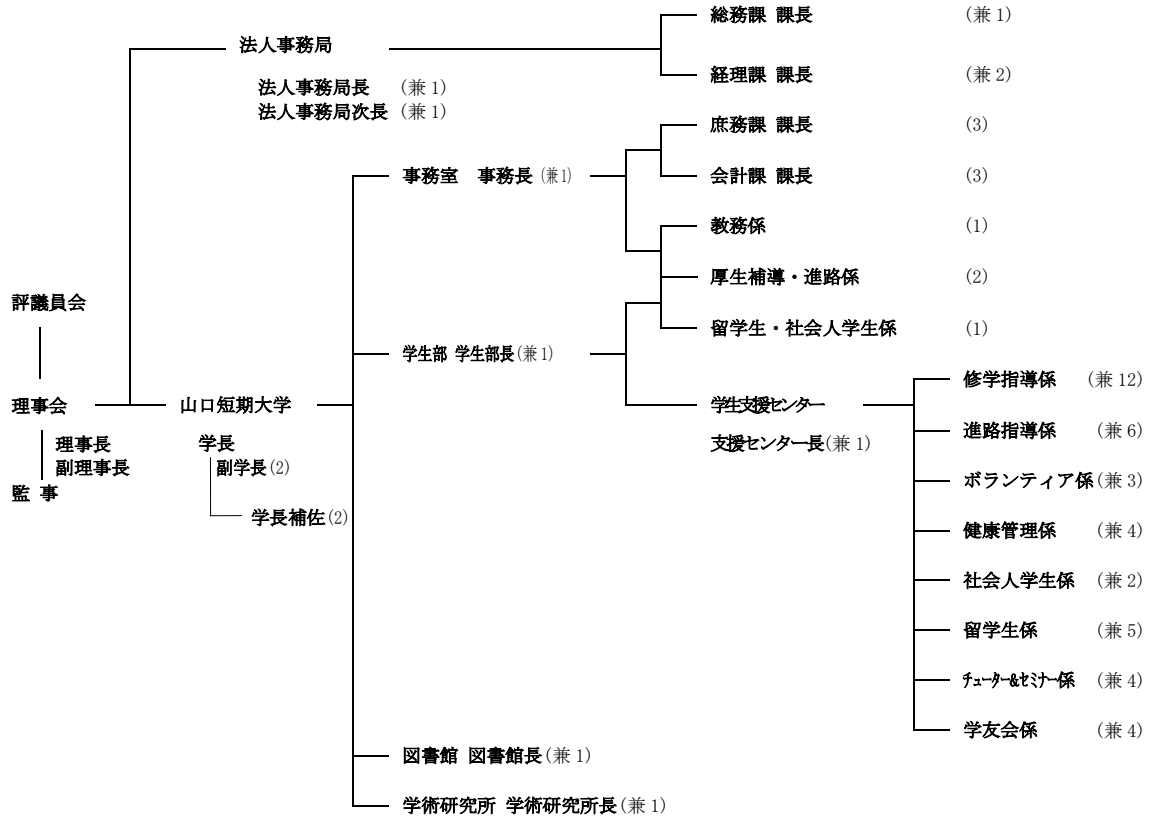 総務課 課長 (兼 1)
法人事務局
経理課 課長 (兼 2)
法人事務局長 (兼 1)
法人事務局次長 (兼 1)
庶務課 課長 (3)
事務室 事務長 (兼1)
会計課 課長 (3)
教務係 (1)
厚生補導・進路係 (2)
評議員会
留学生・社会人学生係 (1)
学生部 学生部長 (兼 1)
修学指導係 (兼 12)
理事会
山口短期大学
学生支援センター
進路指導係 (兼 6)
理事長
副理事長
学長
副学長 (2)
支援センター長 (兼 1)
ボランティア係 (兼 3)
監 事
学長補佐 (2)
健康管理係 (兼 4)
社会人学生係 (兼 2)
留学生係 (兼 5)
チューター&セミナー係 (兼 4)
学友会係 (兼 4)
図書館 図書館長 (兼 1)
学術研究所 学術研究所長 (兼 1)